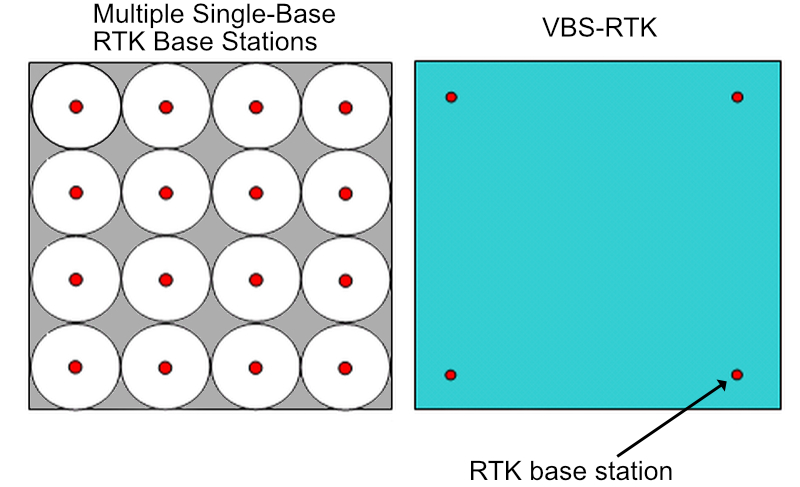 Multiple Single-Base
RTK Base Stations
VBS-RTK
RTK base station